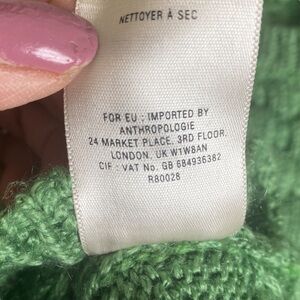 NETTOYER À SEC
FOR EU : IMPORTED BY
ANTHROPOLOGIE
24 MARKET PLACE, 3RD FLOOR,
LONDON, UK W1W8AN
CIF : VAT No. GB 684936382
R80028